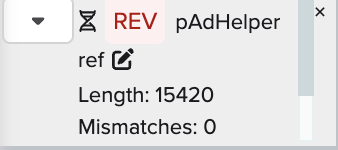 REV pAdHelper
ref
Length: 15420
Mismatches: 0